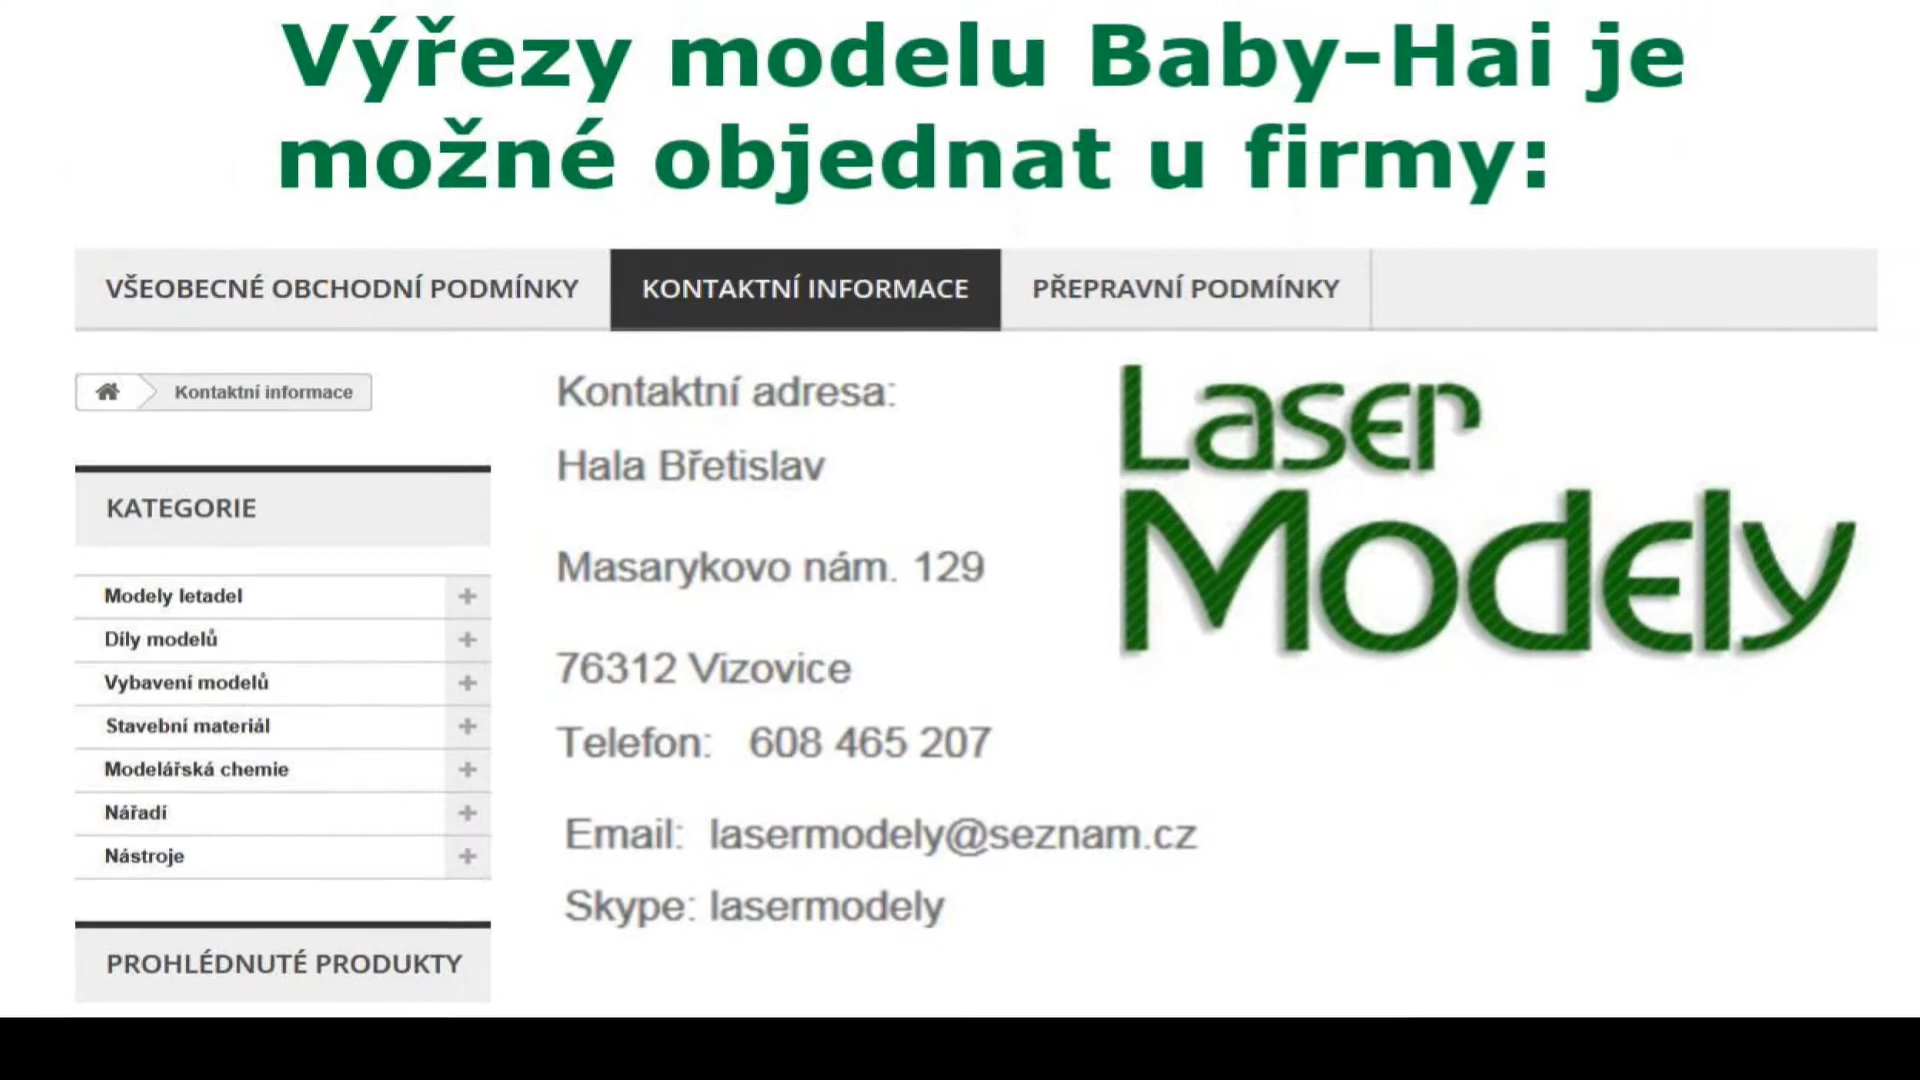 Výřezy modelu Baby-Hai je
možné objednat u firmy:
VŠEOBECNÉ OBCHODNÍ PODMÍNKY
KONTAKTNÍ INFORMACE
PŘEPRAVNÍ PODMÍNKY
Kontaktní informace
KATEGORIE
Modely letadel
Díly modelů
Vybavení modelů
Stavební materiál
Modelářská chemie
Nářadí
Nástroje
PROHLÉDNUTÉ PRODUKTY
Kontaktní adresa:
Hala Břetislav
Masarykovo nám. 129
76312 Vizovice
Telefon: 608 465 207
Email: lasermodely@seznam.cz
Skype: lasermodely
Laser
Modely